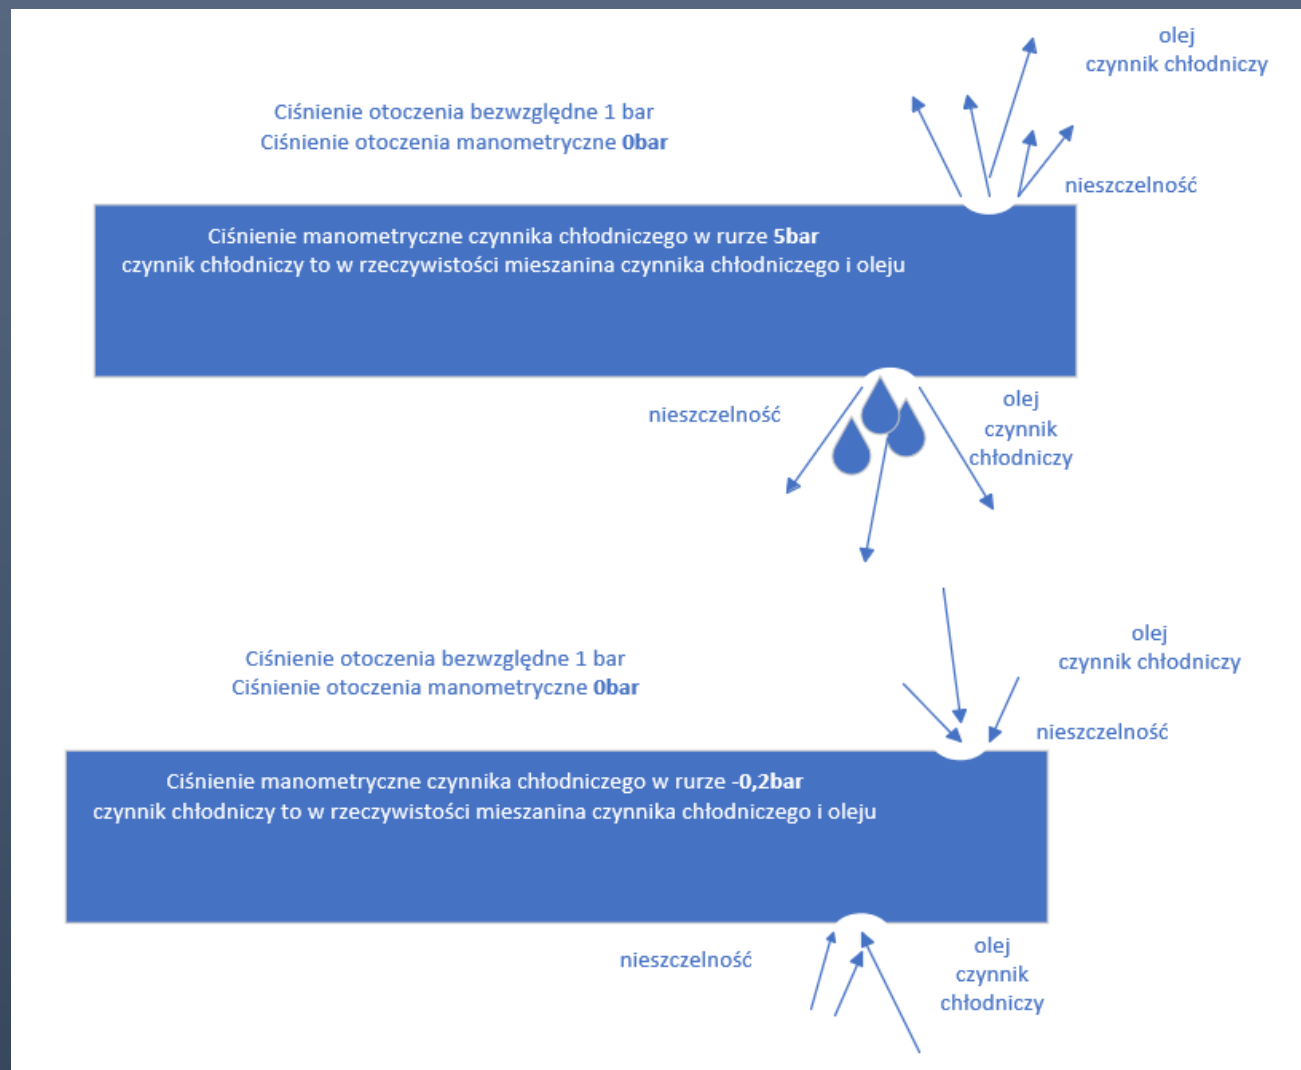 olej
czynnik chłodniczy
Ciśnienie otoczenia bezwzględne 1 bar
Ciśnienie otoczenia manometryczne 0bar
nieszczelność
Ciśnienie manometryczne czynnika chłodniczego w rurze 5bar
czynnik chłodniczy to w rzeczywistości mieszanina czynnika chłodniczego i oleju
nieszczelność
olej
czynnik
chłodniczy
olej
czynnik chłodniczy
Ciśnienie otoczenia bezwzględne 1 bar
Ciśnienie otoczenia manometryczne 0bar
nieszczelność
Ciśnienie manometryczne czynnika chłodniczego w rurze -0,2bar
czynnik chłodniczy to w rzeczywistości mieszanina czynnika chłodniczego i oleju
nieszczelność
olej
czynnik
chłodniczy